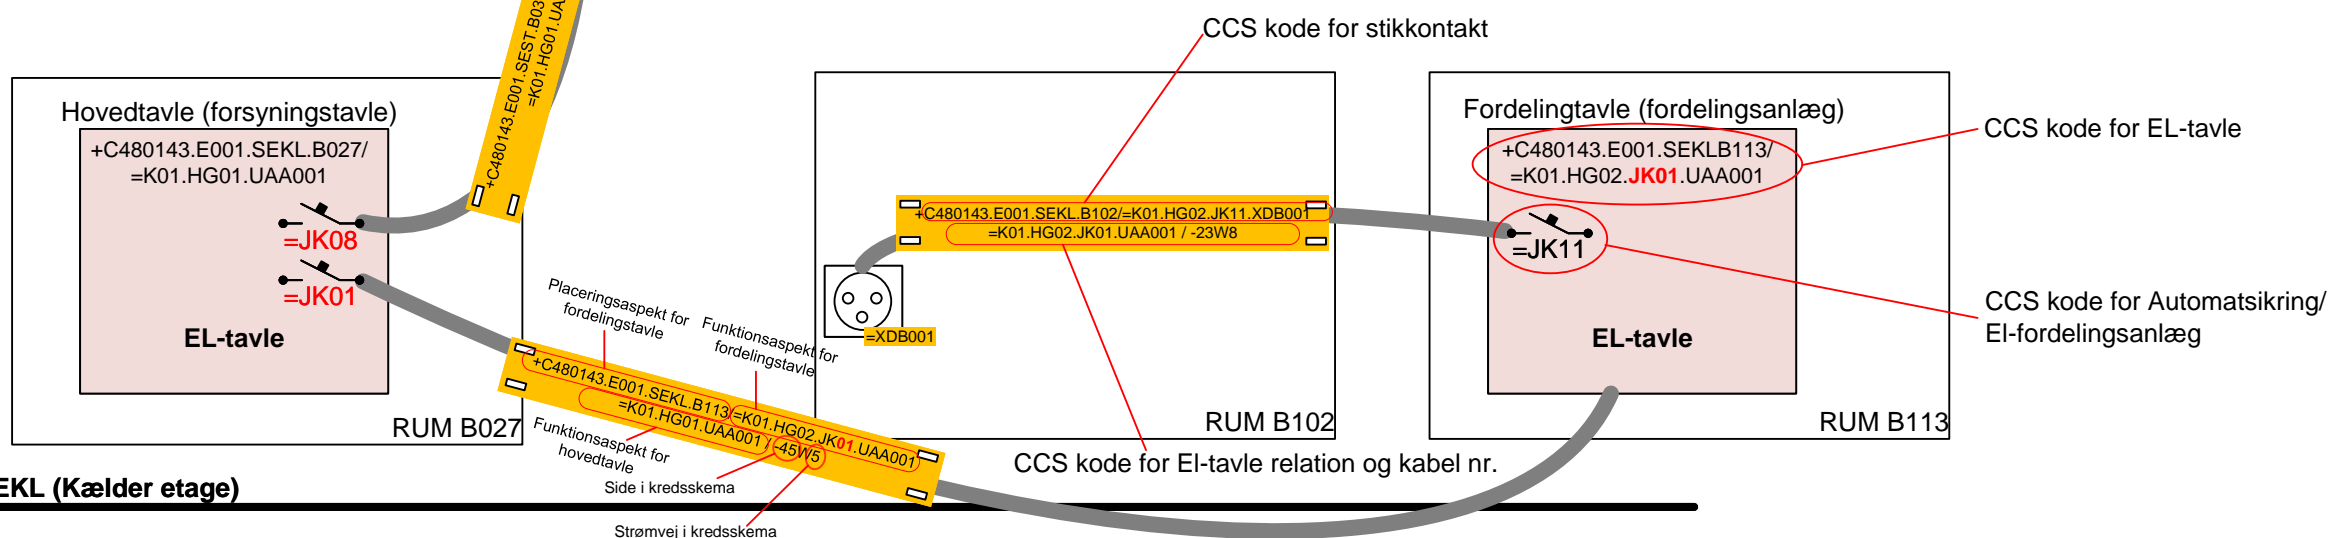 +C480143.E001.SEST.B03
=K01.HG01.UA
CCS kode for stikkontakt
Hovedtavle (forsyningstavle)
+C480143.E001.SEKL.B027/
=K01.HG01.UAA001
=JK08
=JK01
EL-tavle
RUM B027
+C480143.E001.SEKL.B102/=K01.HG02.JK11.XDB001
=K01.HG02.JK01.UAA001 / -23W8
=XDB001
RUM B102
CCS kode for El-tavle relation og kabel nr.
Fordelingtavle (fordelingsanlæg)
+C480143.E001.SEKLB113/
=K01.HG02.JK01.UAA001
=JK11
EL-tavle
RUM B113
CCS kode for EL-tavle
CCS kode for Automatsikring/
El-fordelingsanlæg
Placeringsaspekt for
fordelingstavle
Funktionsaspekt for
fordelingstavle
+C480143.E001.SEKL.B113/=K01.HG02.JK01.UAA001
=K01.HG01.UAA001 / -45W5
Funktionsaspekt for
hovedtavle
Side i kredsskema
Strømvej i kredsskema
EKL (Kælder etage)